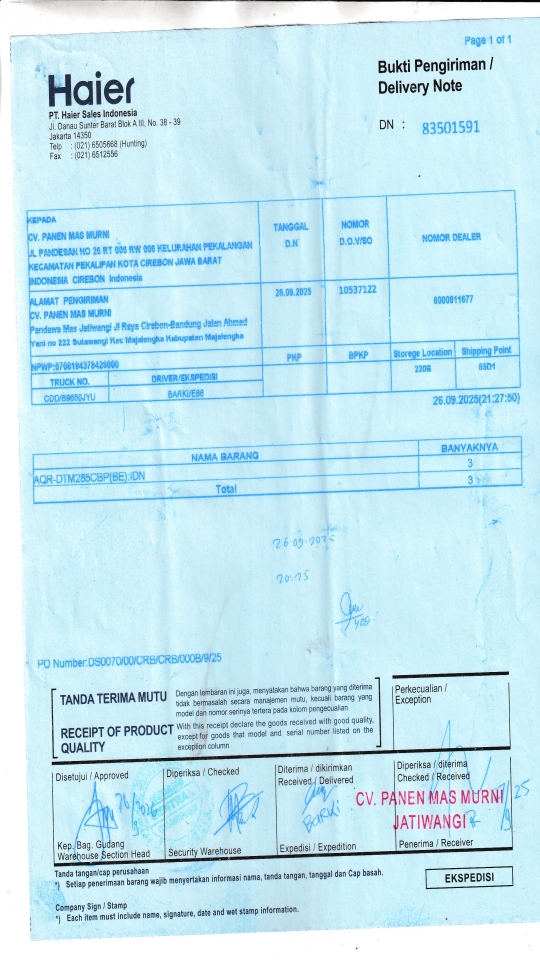 Page 1 of 1
Haier
Bukti Pengiriman /
Delivery Note
PT. Haier Sales Indonesia
Jl. Danau Sunter Barat Blok A III, No. 38 - 39
Jakarta 14350
Telp : (021) 6505668 (Hunting)
Fax : (021) 6512556
DN : 83501591
KEPADA
CV. PANEN MAS MURNI
JL PANDESAN NO 26 RT 006 RW 006 KELURAHAN PEKALANGAN
KECAMATAN PEKALIPAN KOTA CIREBON JAWA BARAT
INDONESIA CIREBON Indonesia
TANGGAL
D.N
NOMOR
D.O.V/SO
NOMOR DEALER
ALAMAT PENGIRIMAN
CV. PANEN MAS MURNI
Pandawa Mas Jatiwangi Jl Raya Cirebon-Bandung Jalan Ahmad
Yani no 222 Sutawangi Kec Majalengka Kabupaten Majalengka
26.09.2025
10537122
6000811677
NPWP:0708194378426000
PKP
BPKP
Storege Location
Shipping Point
TRUCK NO.
DRIVER/EKSPEDISI
220B
85D1
CDD/B9650JYU
BARKI/E86
26.09.2025(21:27:50)
NAMA BARANG
BANYAKNYA
AQR-DTM285CBP(BE):IDN
3
Total
3
26.09.2025
20.25
PO Number:DS0070/00/CRB/CRB/000B/9/25
TANDA TERIMA MUTU
Dengan lembaran ini juga, menyatakan bahwa barang yang diterima
tidak bermasalah secara manajemen mutu, kecuali barang yang
model dan nomor serinya tertera pada kolom pengecualian
RECEIPT OF PRODUCT
QUALITY
With this receipt declare the goods received with good quality,
except for goods that model and serial number listed on the
exception column
Perkecualian /
Exception
Disetujui / Approved
Diperiksa / Checked
Diterima / dikirimkan
Received / Delivered
Diperiksa / diterima
Checked / Received
BARKI
CV. PANEN MAS MURNI
JATIWANGI
Kep. Bag. Gudang
Warehouse Section Head
Security Warehouse
Expedisi / Expedition
Penerima / Receiver
Tanda tangan/cap perusahaan
*) Setiap penerimaan barang wajib menyertakan informasi nama, tanda tangan, tanggal dan Cap basah.
EKSPEDISI
Company Sign / Stamp
*) Each item must include name, signature, date and wet stamp information.